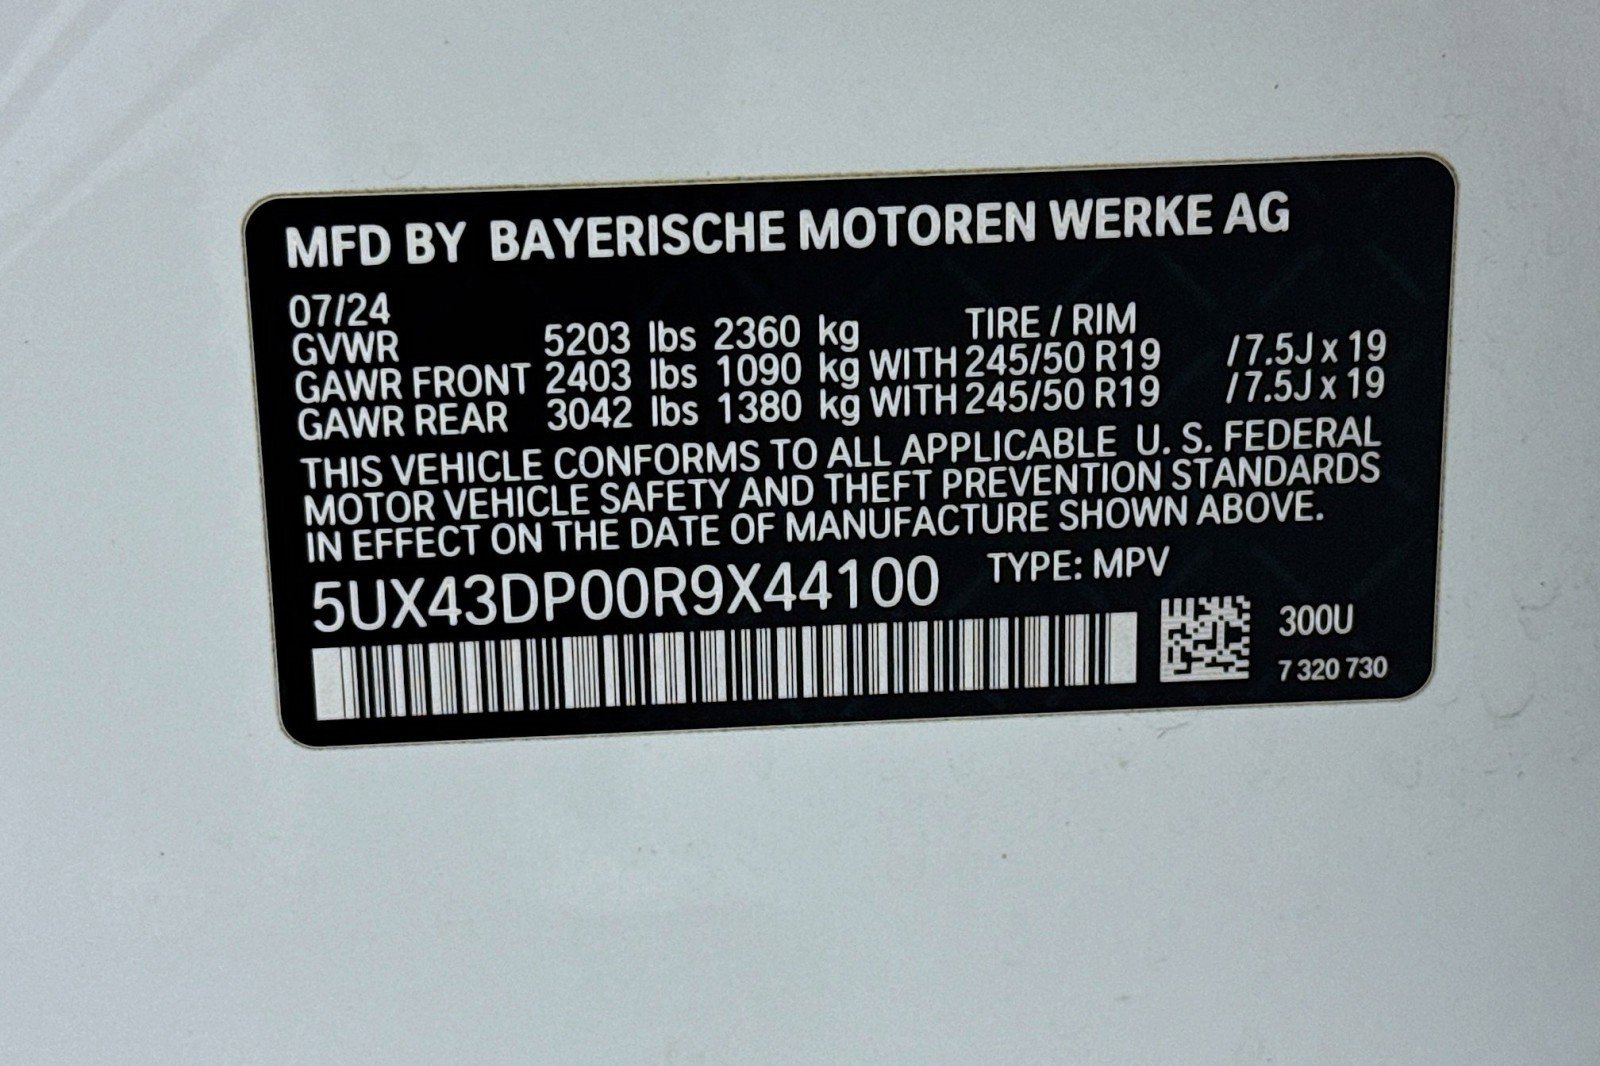 MFD BY BAYERISCHE MOTOREN WERKE AG
07/24
TIRE / RIM
GVWR 5203 lbs 2360 kg
GAWR FRONT 2403 lbs 1090 kg WITH 245/50 R19 /7.5J x 19
GAWR REAR 3042 lbs 1380 kg WITH 245/50 R19 /7.5J x 19
THIS VEHICLE CONFORMS TO ALL APPLICABLE U. S. FEDERAL
MOTOR VEHICLE SAFETY AND THEFT PREVENTION STANDARDS
IN EFFECT ON THE DATE OF MANUFACTURE SHOWN ABOVE.
5UX43DP00R9X44100 TYPE: MPV
300U
7 320 730